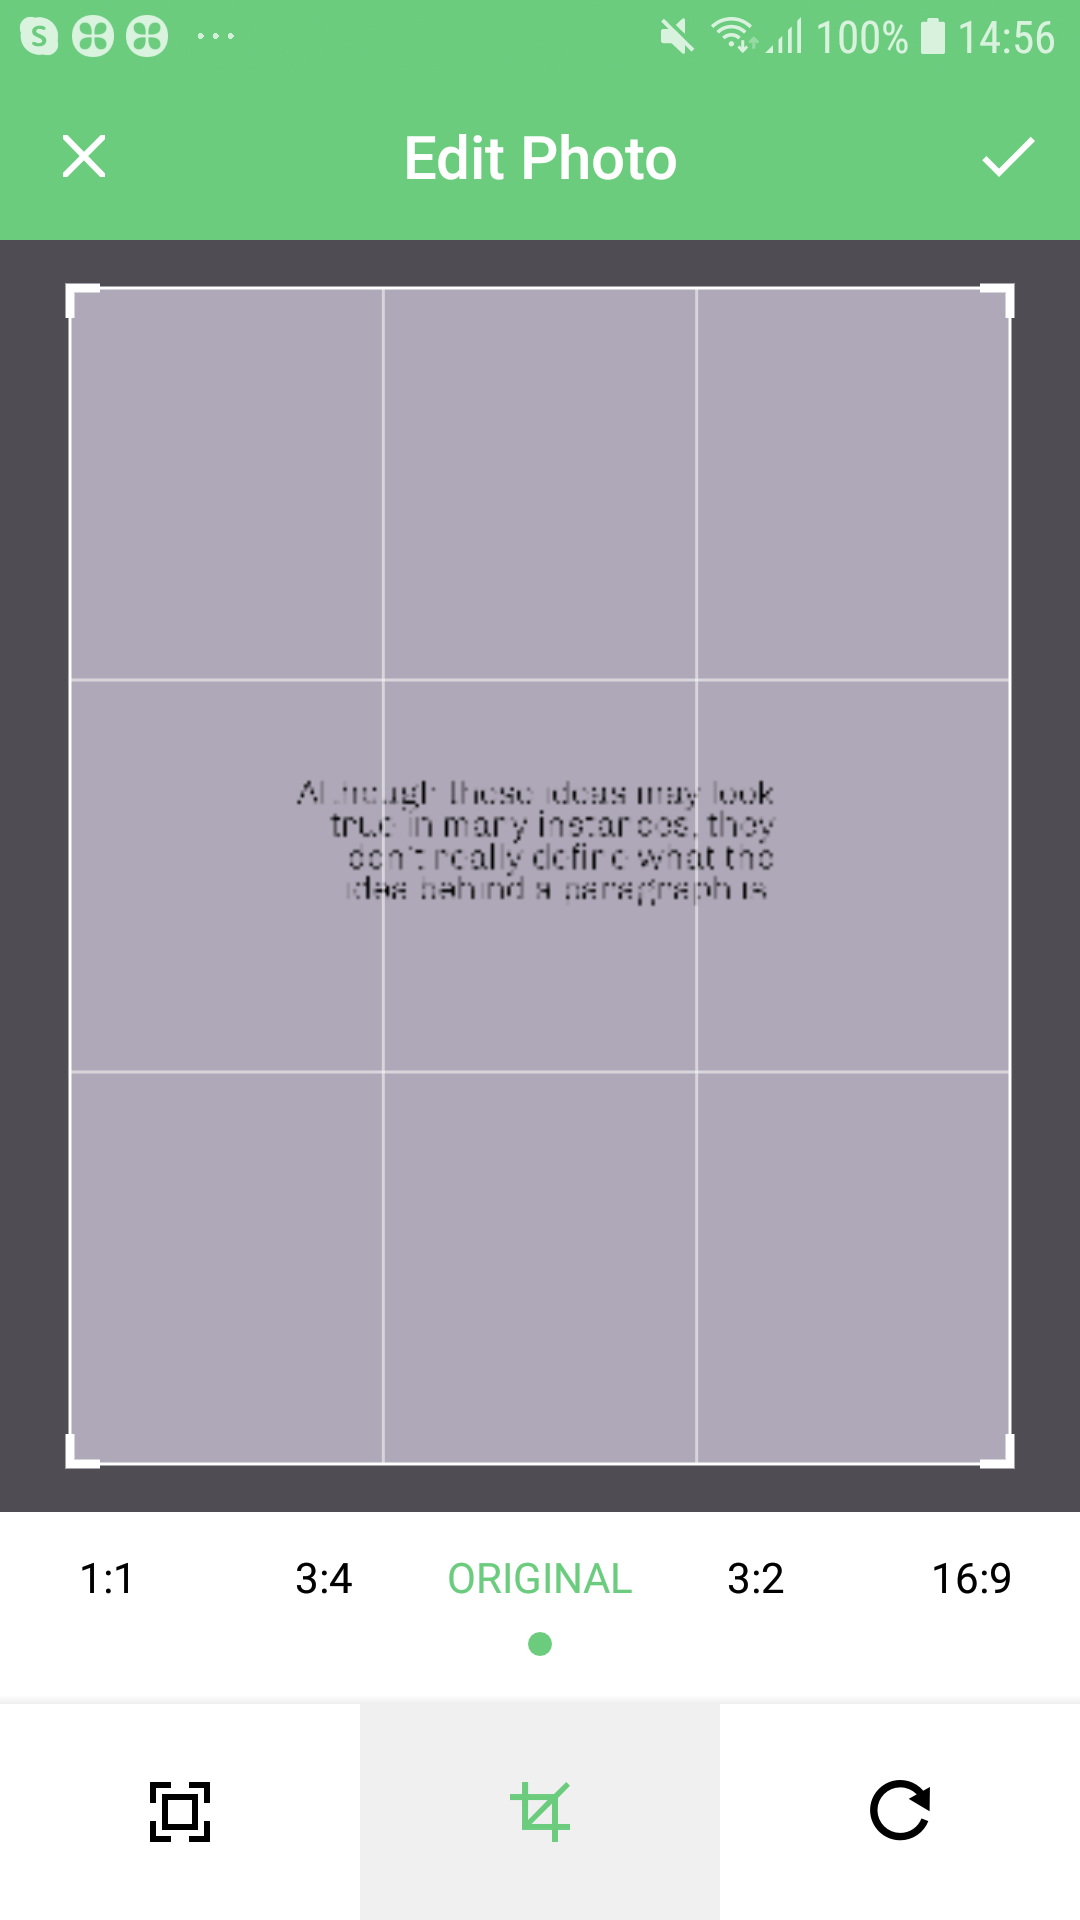 100% 14:56
Edit Photo
Although these ideas may look
true in many instances, they
don't really define what the
idea behind a paragraph is
1:1 3:4 ORIGINAL 3:2 16:9